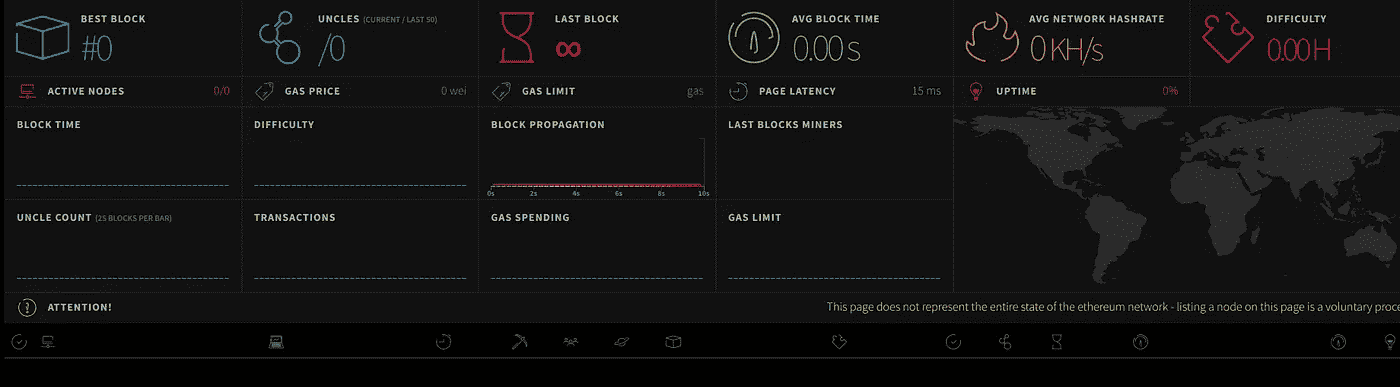 BEST BLOCK
#0
UNCLES (CURRENT / LAST 50)
/0
LAST BLOCK
∞
AVG BLOCK TIME
0.00 s
AVG NETWORK HASHRATE
0 KH/s
DIFFICULTY
0.00 H
ACTIVE NODES 0/0
GAS PRICE 0 wei
GAS LIMIT gas
PAGE LATENCY 15 ms
UPTIME 0%
BLOCK TIME
DIFFICULTY
BLOCK PROPAGATION
0s 2s 4s 6s 8s 10s
LAST BLOCKS MINERS
UNCLE COUNT (25 BLOCKS PER BAR)
TRANSACTIONS
GAS SPENDING
GAS LIMIT
ATTENTION!
This page does not represent the entire state of the ethereum network - listing a node on this page is a voluntary proce